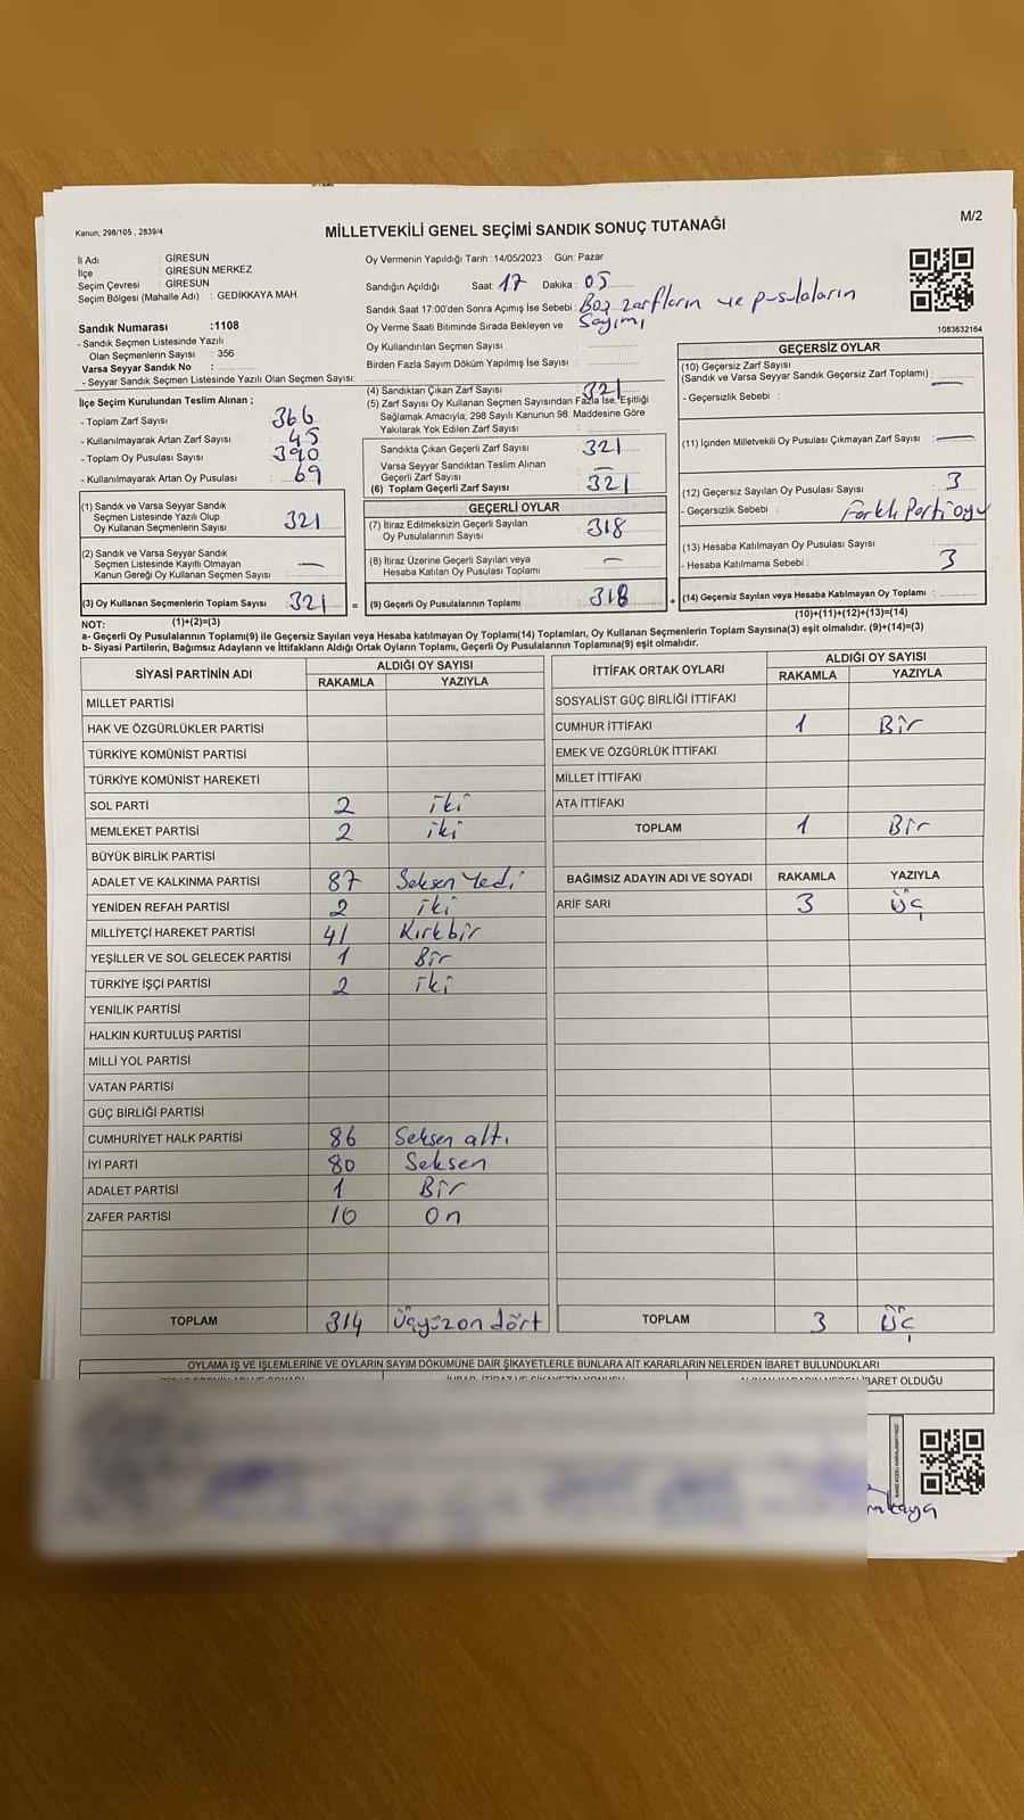 Kanun; 298/105 , 2839/4
MİLLETVEKİLİ GENEL SEÇİMİ SANDIK SONUÇ TUTANAĞI
M/2
İl Adı : GİRESUN
İlçe : GİRESUN MERKEZ
Seçim Çevresi : GİRESUN
Seçim Bölgesi (Mahalle Adı) : GEDİKKAYA MAH
Sandık Numarası :1108
- Sandık Seçmen Listesinde Yazılı
Olan Seçmenlerin Sayısı : 356
Varsa Seyyar Sandık No :
- Seyyar Sandık Seçmen Listesinde Yazılı Olan Seçmen Sayısı:
İlçe Seçim Kurulundan Teslim Alınan ;
- Toplam Zarf Sayısı : 366
- Kullanılmayarak Artan Zarf Sayısı : 45
- Toplam Oy Pusulası Sayısı : 390
- Kullanılmayarak Artan Oy Pusulası : 69
(1) Sandık ve Varsa Seyyar Sandık
Seçmen Listesinde Yazılı Olup
Oy Kullanan Seçmenlerin Sayısı : 321
(2) Sandık ve Varsa Seyyar Sandık
Seçmen Listesinde Kayıtlı Olmayan
Kanun Gereği Oy Kullanan Seçmen Sayısı : —
(3) Oy Kullanan Seçmenlerin Toplam Sayısı : 321 =
(1)+(2)=(3)
Oy Vermenin Yapıldığı Tarih :14/05/2023 Gün: Pazar
Sandığın Açıldığı Saat: 17 Dakika : 05
Sandık Saat 17:00'den Sonra Açımış İse Sebebi : Boş zarfların ve pusulaların
Oy Verme Saati Bitiminde Sırada Bekleyen ve Sayımı
Oy Kullandırılan Seçmen Sayısı :
Birden Fazla Sayım Döküm Yapılmış İse Sayısı :
(4) Sandıktan Çıkan Zarf Sayısı : 321
(5) Zarf Sayısı Oy Kullanan Seçmen Sayısından Fazla İse, Eşitliği
Sağlamak Amacıyla, 298 Sayılı Kanunun 98. Maddesine Göre
Yakılarak Yok Edilen Zarf Sayısı :
Sandıkta Çıkan Geçerli Zarf Sayısı : 321
Varsa Seyyar Sandıktan Teslim Alınan
Geçerli Zarf Sayısı : —
(6) Toplam Geçerli Zarf Sayısı : 321
GEÇERLİ OYLAR
(7) İtiraz Edilmeksizin Geçerli Sayılan
Oy Pusulalarının Sayısı : 318
(8) İtiraz Üzerine Geçerli Sayılan veya
Hesaba Katılan Oy Pusulası Toplamı : —
(9) Geçerli Oy Pusulalarının Toplamı : 318 +
1083632164
GEÇERSİZ OYLAR
(10) Geçersiz Zarf Sayısı
(Sandık ve Varsa Seyyar Sandık Geçersiz Zarf Toplamı) : —
- Geçersizlik Sebebi :
(11) İçinden Milletvekili Oy Pusulası Çıkmayan Zarf Sayısı : —
(12) Geçersiz Sayılan Oy Pusulası Sayısı : 3
- Geçersizlik Sebebi : Farklı Parti oyu
(13) Hesaba Katılmayan Oy Pusulası Sayısı :
- Hesaba Katılmama Sebebi : 3
(14) Geçersiz Sayılan veya Hesaba Katılmayan Oy Toplamı :
(10)+(11)+(12)+(13)=(14)
NOT:
a- Geçerli Oy Pusulalarının Toplamı(9) ile Geçersiz Sayılan veya Hesaba katılmayan Oy Toplamı(14) Toplamları, Oy Kullanan Seçmenlerin Toplam Sayısına(3) eşit olmalıdır. (9)+(14)=(3)
b- Siyasi Partilerin, Bağımsız Adayların ve İttifakların Aldığı Ortak Oyların Toplamı, Geçerli Oy Pusulalarının Toplamına(9) eşit olmalıdır.
SİYASİ PARTİNİN ADI ALDIĞI OY SAYISI
RAKAMLA YAZIYLA
MİLLET PARTİSİ
HAK VE ÖZGÜRLÜKLER PARTİSİ
TÜRKİYE KOMÜNİST PARTİSİ
TÜRKİYE KOMÜNİST HAREKETİ
SOL PARTİ 2 iki
MEMLEKET PARTİSİ 2 iki
BÜYÜK BİRLİK PARTİSİ
ADALET VE KALKINMA PARTİSİ 87 Seksen Yedi
YENİDEN REFAH PARTİSİ 2 iki
MİLLİYETÇİ HAREKET PARTİSİ 41 Kırkbir
YEŞİLLER VE SOL GELECEK PARTİSİ 1 Bir
TÜRKİYE İŞÇİ PARTİSİ 2 iki
YENİLİK PARTİSİ
HALKIN KURTULUŞ PARTİSİ
MİLLİ YOL PARTİSİ
VATAN PARTİSİ
GÜÇ BİRLİĞİ PARTİSİ
CUMHURİYET HALK PARTİSİ 86 Seksen altı
İYİ PARTİ 80 Seksen
ADALET PARTİSİ 1 Bir
ZAFER PARTİSİ 10 On
TOPLAM 314 Üçyüzon dört
İTTİFAK ORTAK OYLARI ALDIĞI OY SAYISI
RAKAMLA YAZIYLA
SOSYALİST GÜÇ BİRLİĞİ İTTİFAKI
CUMHUR İTTİFAKI 1 Bir
EMEK VE ÖZGÜRLÜK İTTİFAKI
MİLLET İTTİFAKI
ATA İTTİFAKI
TOPLAM 1 Bir
BAĞIMSIZ ADAYIN ADI VE SOYADI RAKAMLA YAZIYLA
ARİF SARI 3 Üç
TOPLAM 3 Üç
OYLAMA İŞ VE İŞLEMLERİNE VE OYLARIN SAYIM DÖKÜMÜNE DAİR ŞİKAYETLERLE BUNLARA AİT KARARLARIN NELERDEN İBARET BULUNDUKLARI
İBARET OLDUĞU